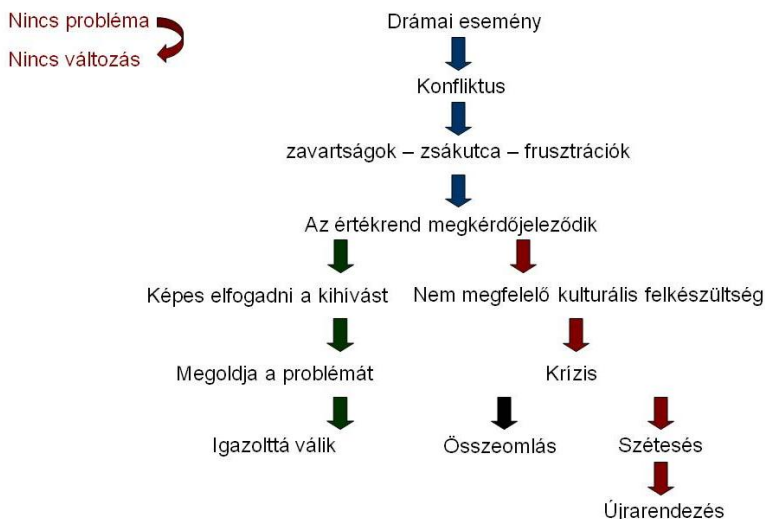 Nincs probléma
Nincs változás
Drámai esemény
Konfliktus
zavartságok – zsákutca – frusztrációk
Az értékrend megkérdőjeleződik
Képes elfogadni a kihívást
Nem megfelelő kulturális felkészültség
Megoldja a problémát
Krízis
Igazolttá válik
Összeomlás
Szétesés
Újrarendezés